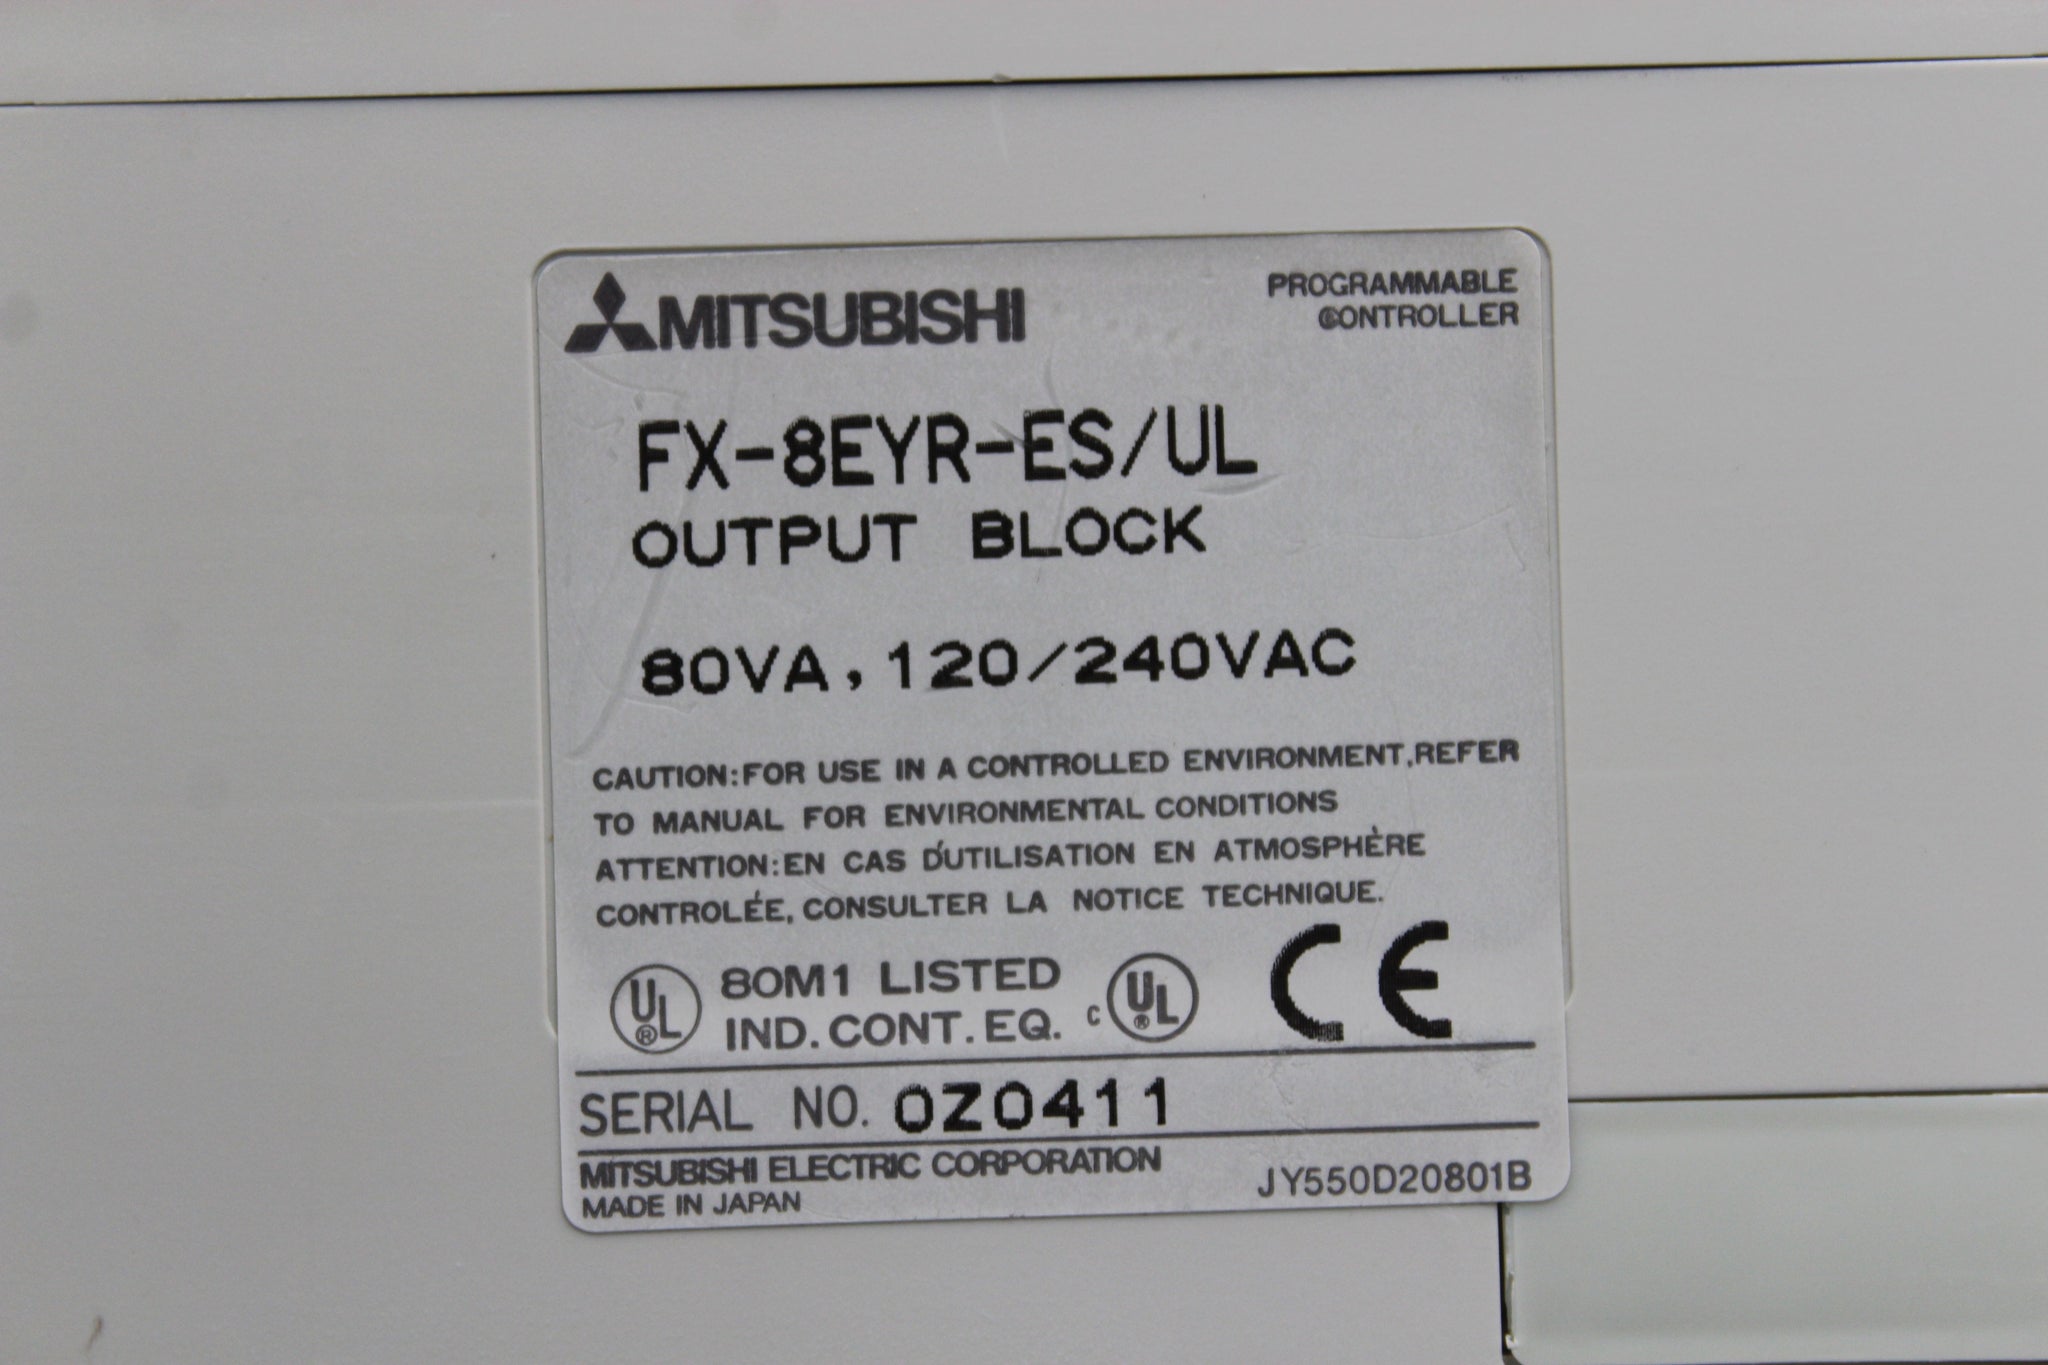 MITSUBISHI
PROGRAMMABLE
CONTROLLER
FX-8EYR-ES/UL
OUTPUT BLOCK
80VA, 120/240VAC
CAUTION:FOR USE IN A CONTROLLED ENVIRONMENT,REFER
TO MANUAL FOR ENVIRONMENTAL CONDITIONS
ATTENTION:EN CAS D'UTILISATION EN ATMOSPHÈRE
CONTROLÉE, CONSULTER LA NOTICE TECHNIQUE.
UL® 80M1 LISTED
IND.CONT.EQ. C UL® CE
SERIAL NO. 0Z0411
MITSUBISHI ELECTRIC CORPORATION
MADE IN JAPAN
JY550D20801B